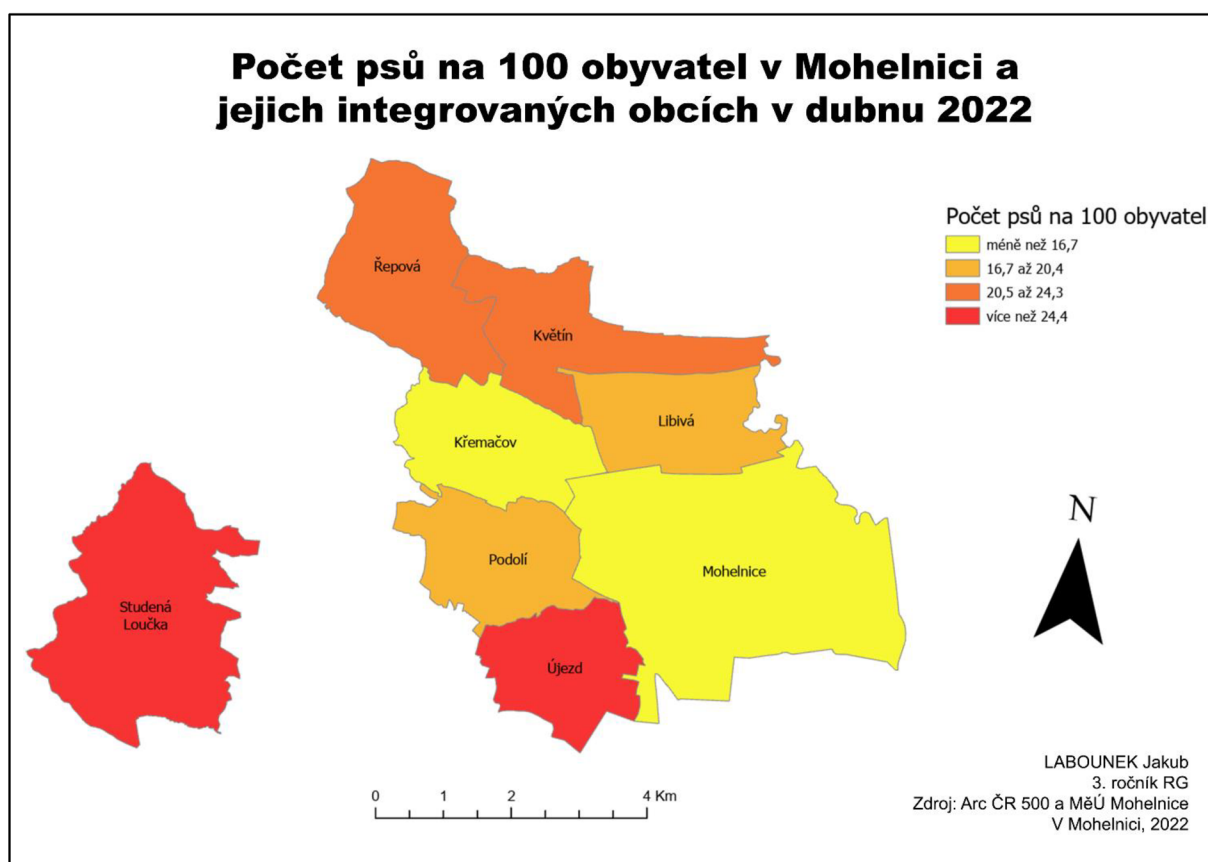 Počet psů na 100 obyvatel v Mohelnici a
jejich integrovaných obcích v dubnu 2022
Počet psů na 100 obyvatel
méně než 16,7
16,7 až 20,4
20,5 až 24,3
více než 24,4
Řepová
Květín
Libivá
Křemačov
Podolí
Mohelnice
Studená
Loučka
Újezd
N
0 1 2 4 Km
LABOUNEK Jakub
3. ročník RG
Zdroj: Arc ČR 500 a MěÚ Mohelnice
V Mohelnici, 2022